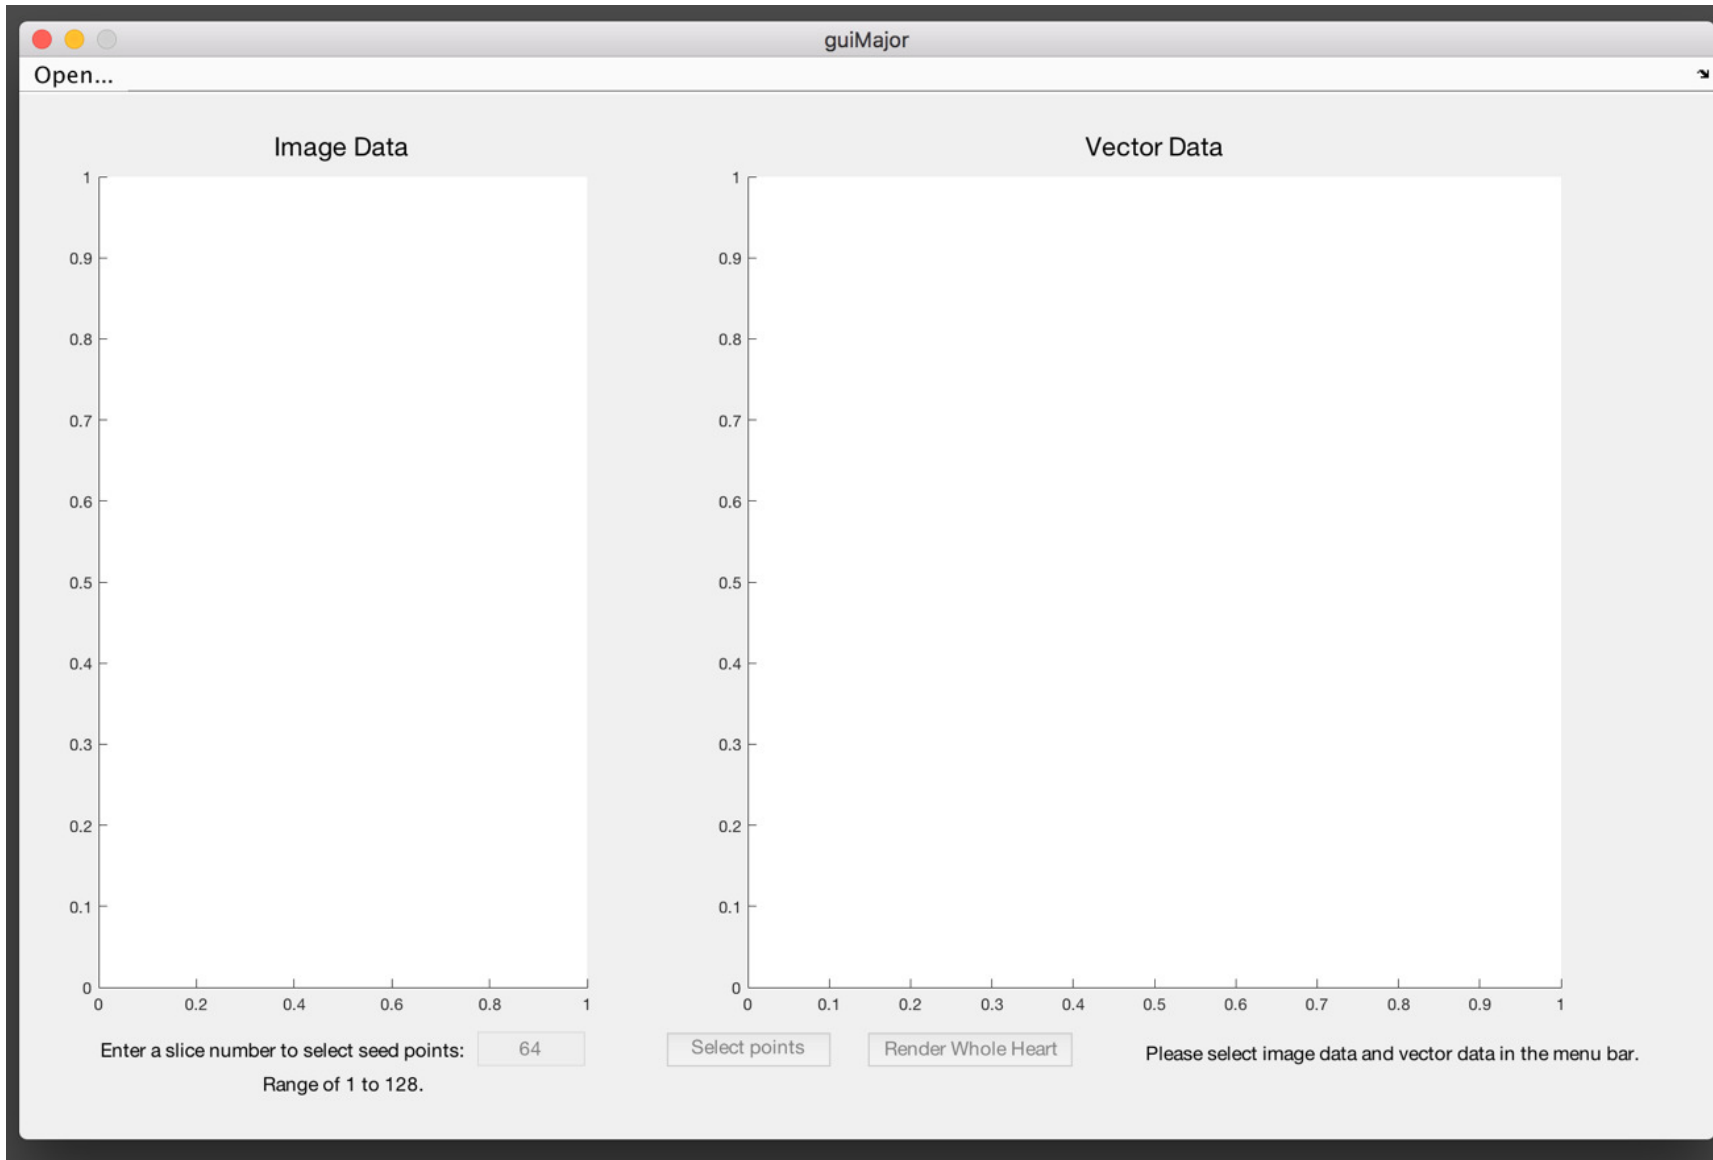 guiMajor
Open...
Image Data
1
0.9
0.8
0.7
0.6
0.5
0.4
0.3
0.2
0.1
0
0 0.2 0.4 0.6 0.8 1
Vector Data
1
0.9
0.8
0.7
0.6
0.5
0.4
0.3
0.2
0.1
0
0 0.1 0.2 0.3 0.4 0.5 0.6 0.7 0.8 0.9 1
Enter a slice number to select seed points: 64
Range of 1 to 128.
Select points
Render Whole Heart
Please select image data and vector data in the menu bar.